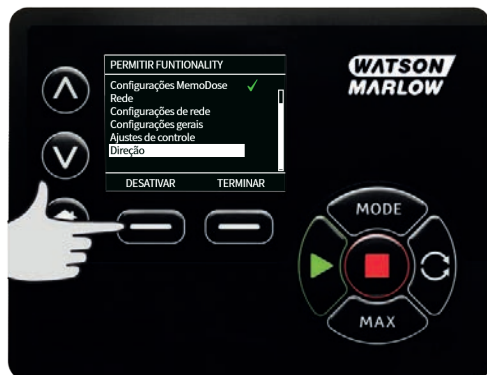 PERMITIR FUNTIONALITY
Configurações MemoDose
Rede
Configurações de rede
Configurações gerais
Ajustes de controle
Direção
DESATIVAR TERMINAR
WATSON
MARLOW
MODE
MAX